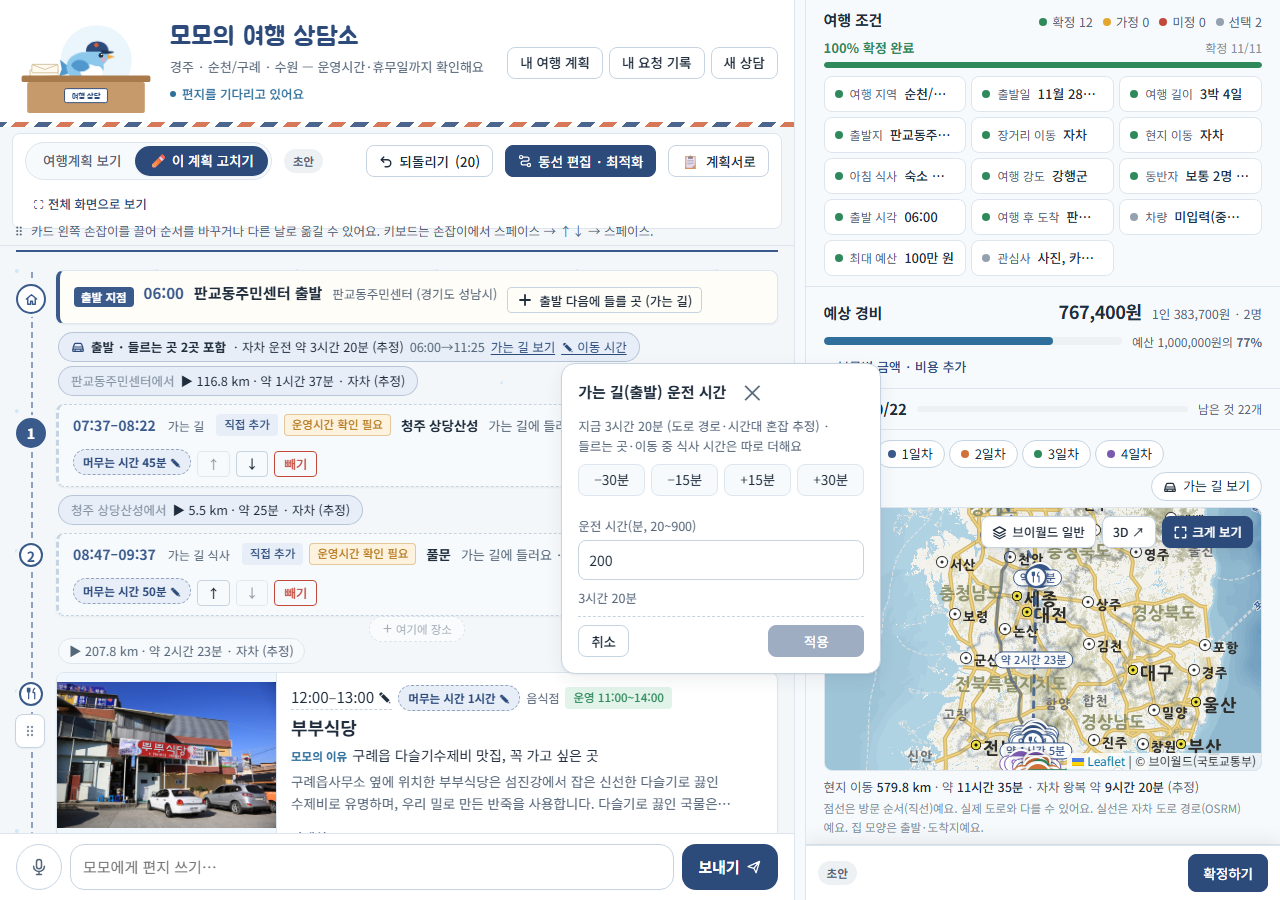 모모의 여행 상담소
경주 · 순천/구례 · 수원 — 운영시간·휴무일까지 확인해요
편지를 기다리고 있어요
여행 상담
내 여행 계획
내 요청 기록
새 상담
여행계획 보기
이 계획 고치기
초안
되돌리기 (20)
동선 편집 · 최적화
계획서로
전체 화면으로 보기
카드 왼쪽 손잡이를 끌어 순서를 바꾸거나 다른 날로 옮길 수 있어요. 키보드는 손잡이에서 스페이스 → ↑↓ → 스페이스.
출발 지점 06:00 판교동주민센터 출발 판교동주민센터 (경기도 성남시) + 출발 다음에 들를 곳 (가는 길)
출발 · 들르는 곳 2곳 포함 · 자차 운전 약 3시간 20분 (추정) 06:00→11:25 가는 길 보기 이동 시간
판교동주민센터에서 ▶ 116.8 km · 약 1시간 37분 · 자차 (추정)
1
07:37–08:22 가는 길 직접 추가 운영시간 확인 필요 청주 상당산성
머무는 시간 45분 ↑ ↓ 빼기
청주 상당산성에서 ▶ 5.5 km · 약 25분 · 자차 (추정)
2
08:47–09:37 가는 길 식사 직접 추가 운영시간 확인 필요 풀문 가는 길에 들러요 ·
머무는 시간 50분 ↑ ↓ 빼기
+ 여기에 장소
▶ 207.8 km · 약 2시간 23분 · 자차 (추정)
12:00–13:00 머무는 시간 1시간 음식점 운영 11:00~14:00
부부식당
모모의 이유 구례읍 다슬기수제비 맛집, 꼭 가고 싶은 곳
구례읍사무소 옆에 위치한 부부식당은 섬진강에서 잡은 신선한 다슬기로 끓인
수제비로 유명하며, 우리 밀로 만든 반죽을 사용합니다. 다슬기로 끓인 국물은…
모모에게 편지 쓰기…
보내기
가는 길(출발) 운전 시간
지금 3시간 20분 (도로 경로·시간대 혼잡 추정) ·
들르는 곳·이동 중 식사 시간은 따로 더해요
−30분 −15분 +15분 +30분
운전 시간(분, 20~900)
200
3시간 20분
취소
적용
여행 조건
확정 12 가정 0 미정 0 선택 2
100% 확정 완료
확정 11/11
여행 지역 순천/… 출발일 11월 28… 여행 길이 3박 4일
출발지 판교동주… 장거리 이동 자차 현지 이동 자차
아침 식사 숙소 … 여행 강도 강행군 동반자 보통 2명 …
출발 시각 06:00 여행 후 도착 판… 차량 미입력(중…
최대 예산 100만 원 관심사 사진, 카…
예상 경비
767,400원 1인 383,700원 · 2명
예산 1,000,000원의 77%
금액 · 비용 추가
/22
남은 것 22개
1일차 2일차 3일차 4일차
가는 길 보기
브이월드 일반
3D ↗
크게 보기
서산
천안
충청북도
영주
울진
충청남도
세종
보령
대전
상주
경상북도
논산
김천
포항
군산
약 2시간 23분
대구
경주
전북특별자치도
함양
합천
밀양
울산
고창
경상남도
진주
창원
부산
신안
Leaflet | © 브이월드(국토교통부)
현지 이동 579.8 km · 약 11시간 35분 · 자차 왕복 약 9시간 20분 (추정)
점선은 방문 순서(직선)예요. 실제 도로와 다를 수 있어요. 실선은 자차 도로 경로(OSRM)
예요. 집 모양은 출발·도착지예요.
초안
확정하기